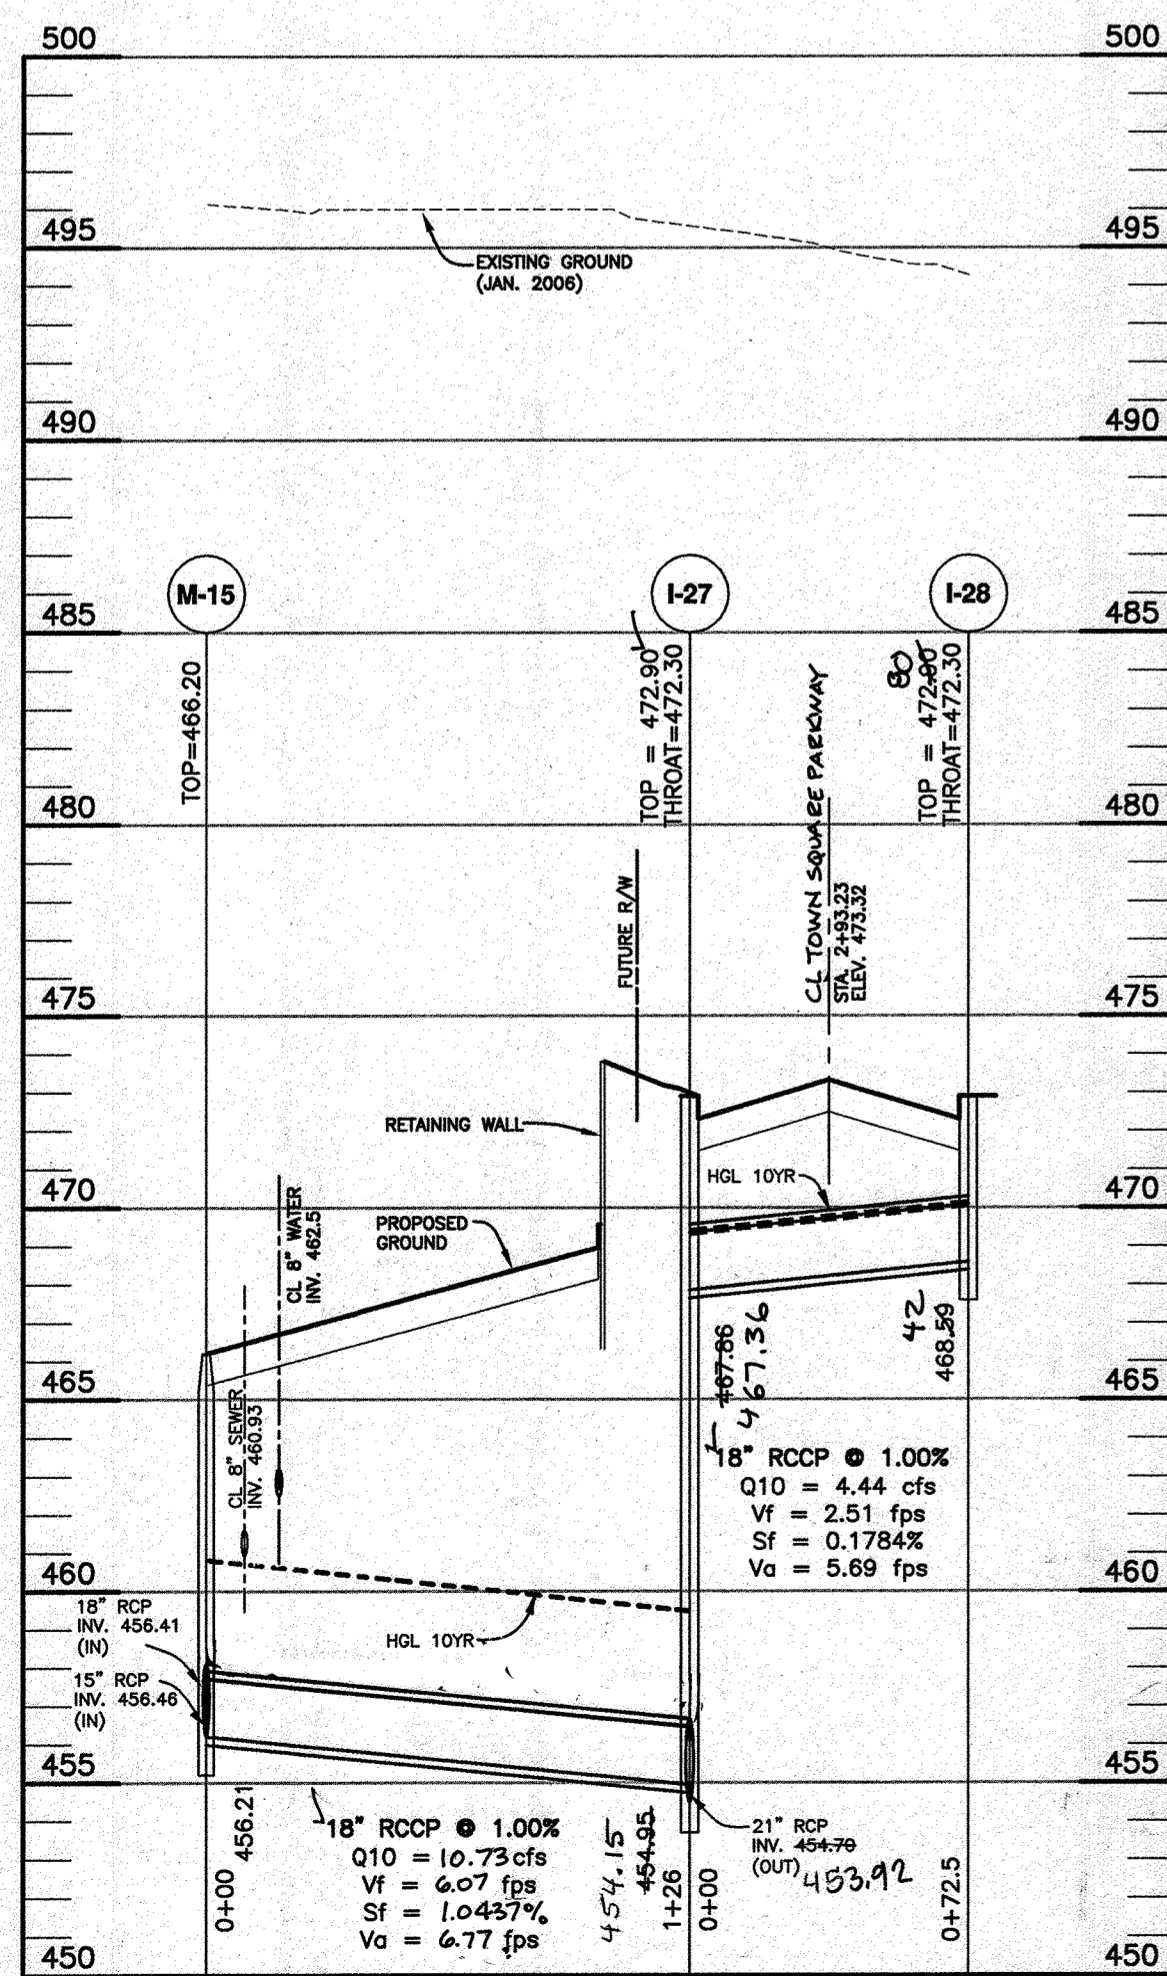 500
500
495
495
EXISTING GROUND
(JAN. 2006)
490
490
M-15
I-27
I-28
485
485
TOP=466.20
TOP = 472.90
THROAT=472.30
CL TOWN SQUARE PARKWAY
STA. 2+93.23
ELEV. 473.32
80
TOP = 472.90
THROAT=472.30
480
480
FUTURE R/W
475
475
RETAINING WALL
HGL 10YR
470
470
CL 8" WATER
INV. 462.5
PROPOSED
GROUND
467.86
467.36
42
468.59
465
465
CL 8" SEWER
INV. 460.93
18" RCCP @ 1.00%
Q10 = 4.44 cfs
Vf = 2.51 fps
Sf = 0.1784%
Va = 5.69 fps
460
460
18" RCP
INV. 456.41
(IN)
HGL 10YR
15" RCP
INV. 456.46
(IN)
455
455
456.21
18" RCCP @ 1.00%
Q10 = 10.73 cfs
Vf = 6.07 fps
Sf = 1.0437%
Va = 6.77 fps
454.15
454.95
21" RCP
INV. 454.70
(OUT) 453.92
0+00
1+26
0+00
0+72.5
450
450